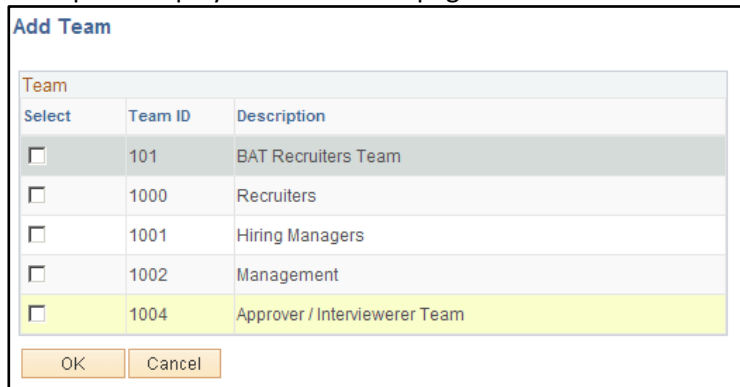 Add Team
Team
Select Team ID Description
101 BAT Recruiters Team
1000 Recruiters
1001 Hiring Managers
1002 Management
1004 Approver / Interviewerer Team
OK Cancel